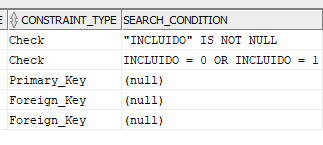 E CONSTRAINT_TYPE SEARCH_CONDITION
Check "INCLUIDO" IS NOT NULL
Check INCLUIDO = 0 OR INCLUIDO = 1
Primary_Key (null)
Foreign_Key (null)
Foreign_Key (null)